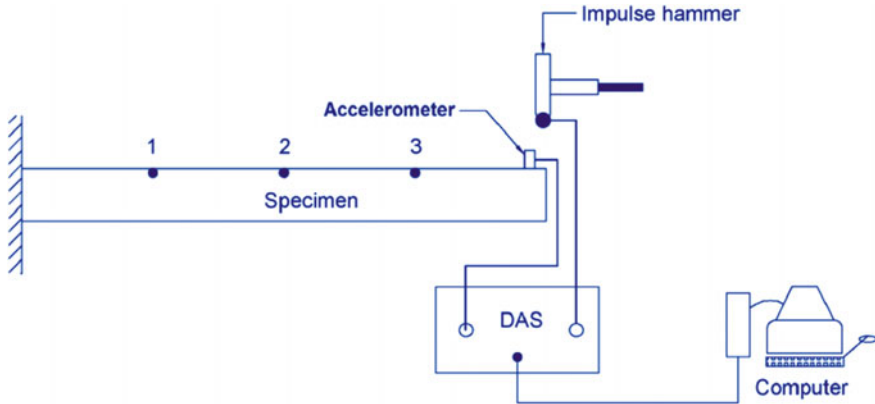 Impulse hammer
Accelerometer
1 2 3
Specimen
DAS
Computer